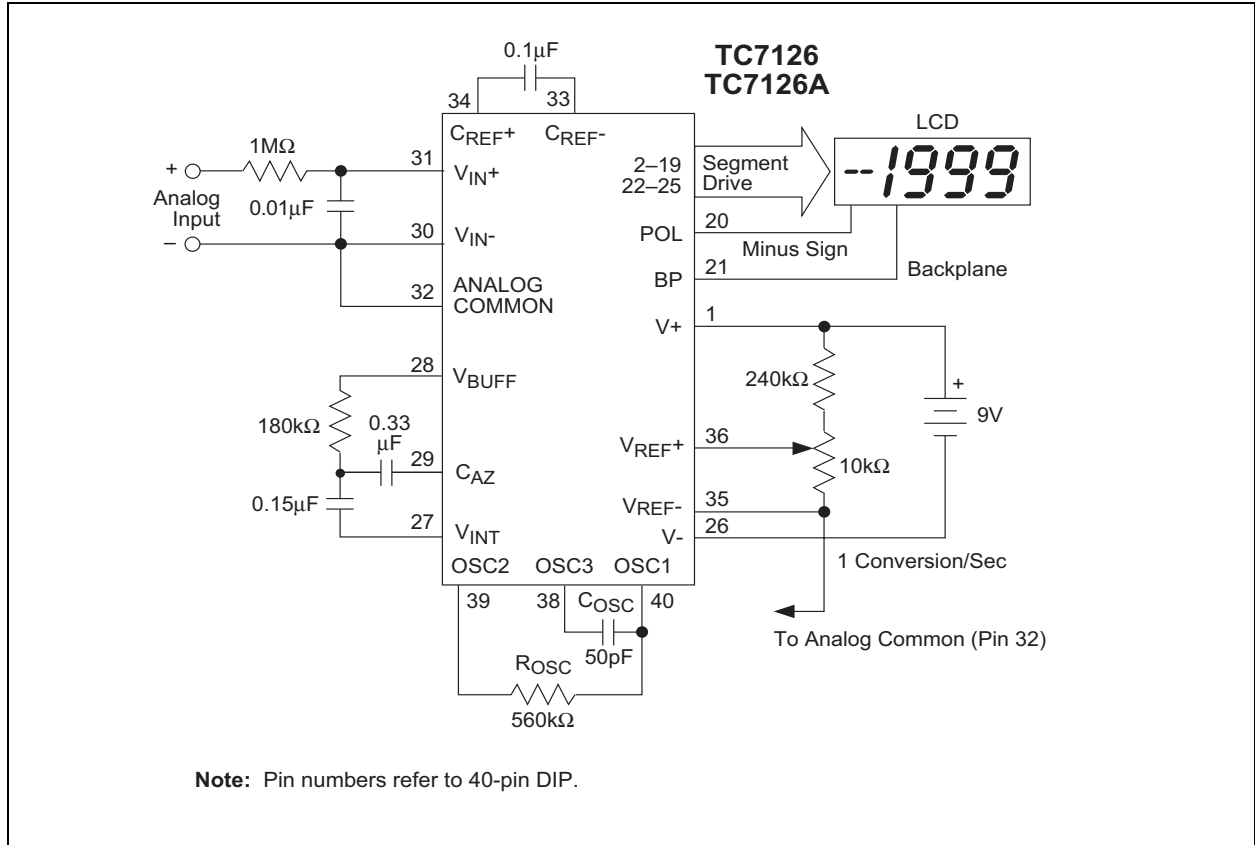 TC7126
TC7126A
0.1µF
34
33
LCD
CREF+
CREF-
1MΩ
+
31
VIN+
2–19
22–25
Segment
Drive
-1999
Analog
Input
0.01µF
–
30
VIN-
POL
20
Minus Sign
32
ANALOG
COMMON
BP
21
Backplane
V+
1
28
VBUFF
240kΩ
+
9V
180kΩ
0.33
µF
VREF+
36
29
CAZ
10kΩ
0.15µF
VREF-
35
27
VINT
V-
26
OSC2
OSC3
OSC1
1 Conversion/Sec
39
38
COSC
40
50pF
To Analog Common (Pin 32)
ROSC
560kΩ
Note: Pin numbers refer to 40-pin DIP.